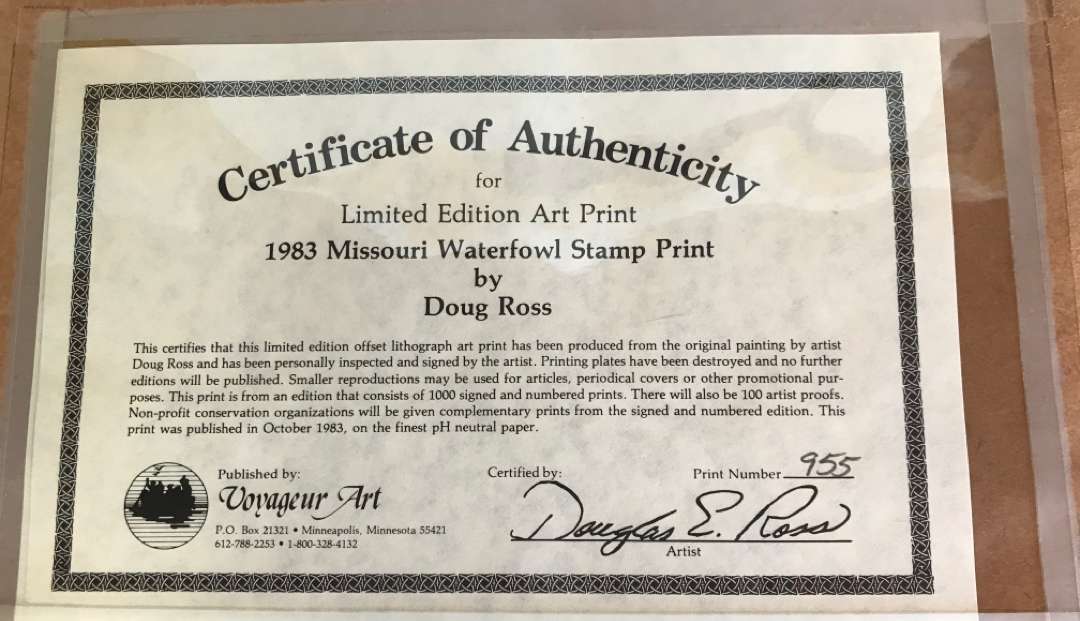 Certificate of Authenticity
for
Limited Edition Art Print
1983 Missouri Waterfowl Stamp Print
by
Doug Ross
This certifies that this limited edition offset lithograph art print has been produced from the original painting by artist
Doug Ross and has been personally inspected and signed by the artist. Printing plates have been destroyed and no further
editions will be published. Smaller reproductions may be used for articles, periodical covers or other promotional pur-
poses. This print is from an edition that consists of 1000 signed and numbered prints. There will also be 100 artist proofs.
Non-profit conservation organizations will be given complementary prints from the signed and numbered edition. This
print was published in October 1983, on the finest pH neutral paper.
Published by:
Voyageur Art
P.O. Box 21321 • Minneapolis, Minnesota 55421
612-788-2253 • 1-800-328-4132
Certified by:
Print Number 955
Douglas E. Ross
Artist